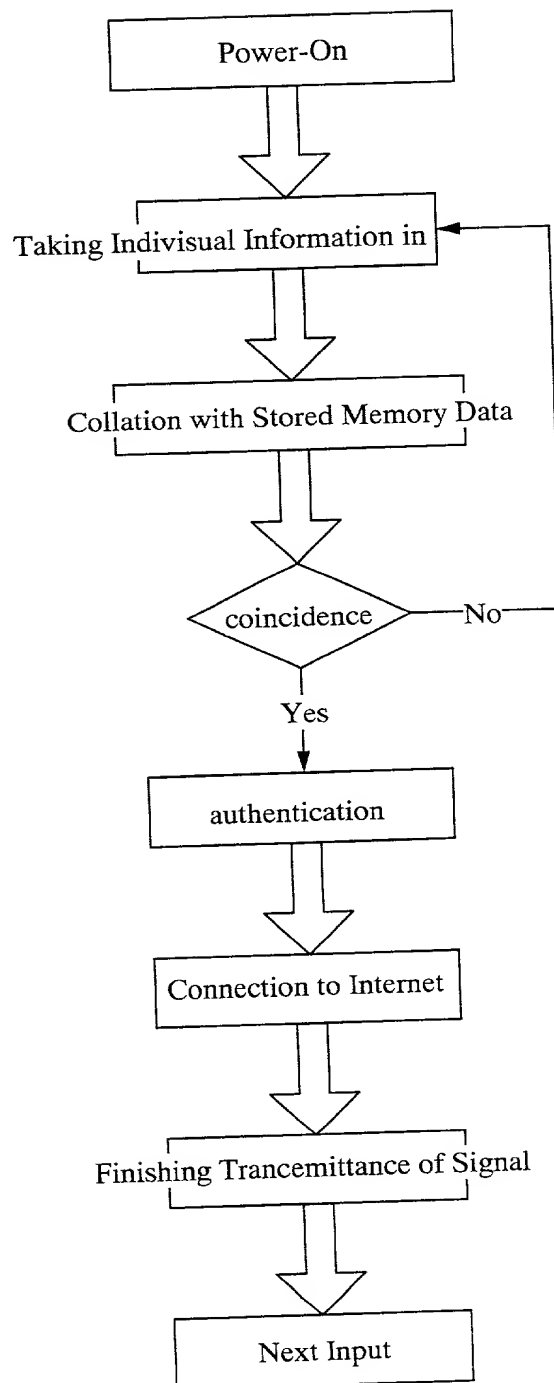 Power-On
Taking Indivisual Information in
Collation with Stored Memory Data
coincidence
No
Yes
authentication
Connection to Internet
Finishing Trancemittance of Signal
Next Input